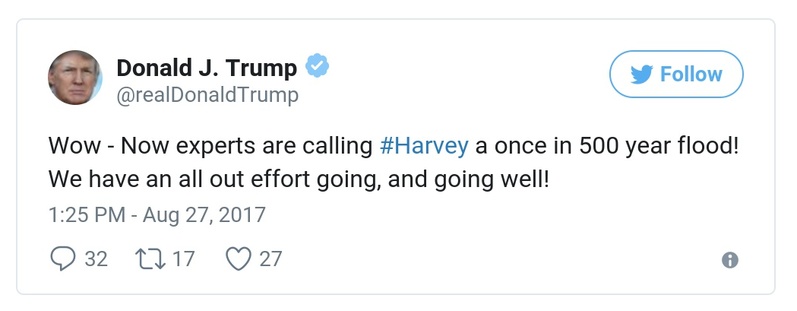 Donald J. Trump
@realDonaldTrump
Follow
Wow - Now experts are calling #Harvey a once in 500 year flood!
We have an all out effort going, and going well!
1:25 PM - Aug 27, 2017
32 17 27